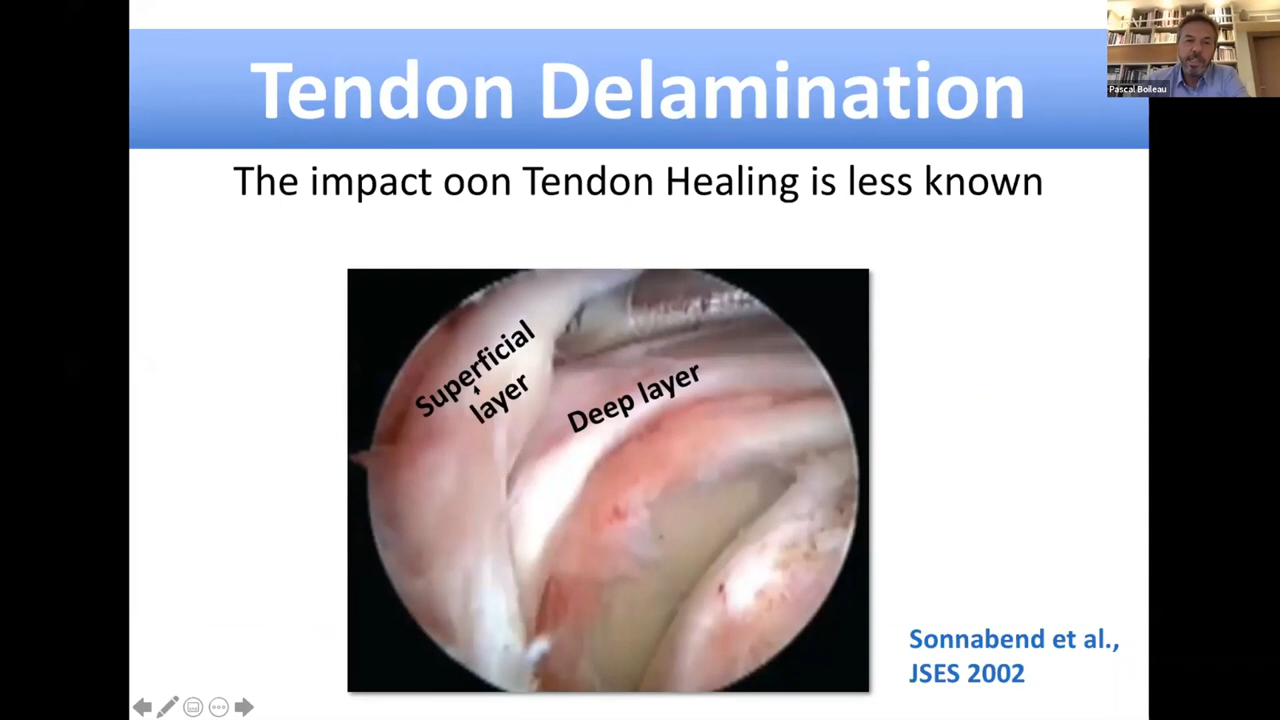 Tendon Delamination
Pascal Boileau
The impact oon Tendon Healing is less known
Superficial
layer
Deep layer
Sonnabend et al.,
JSES 2002